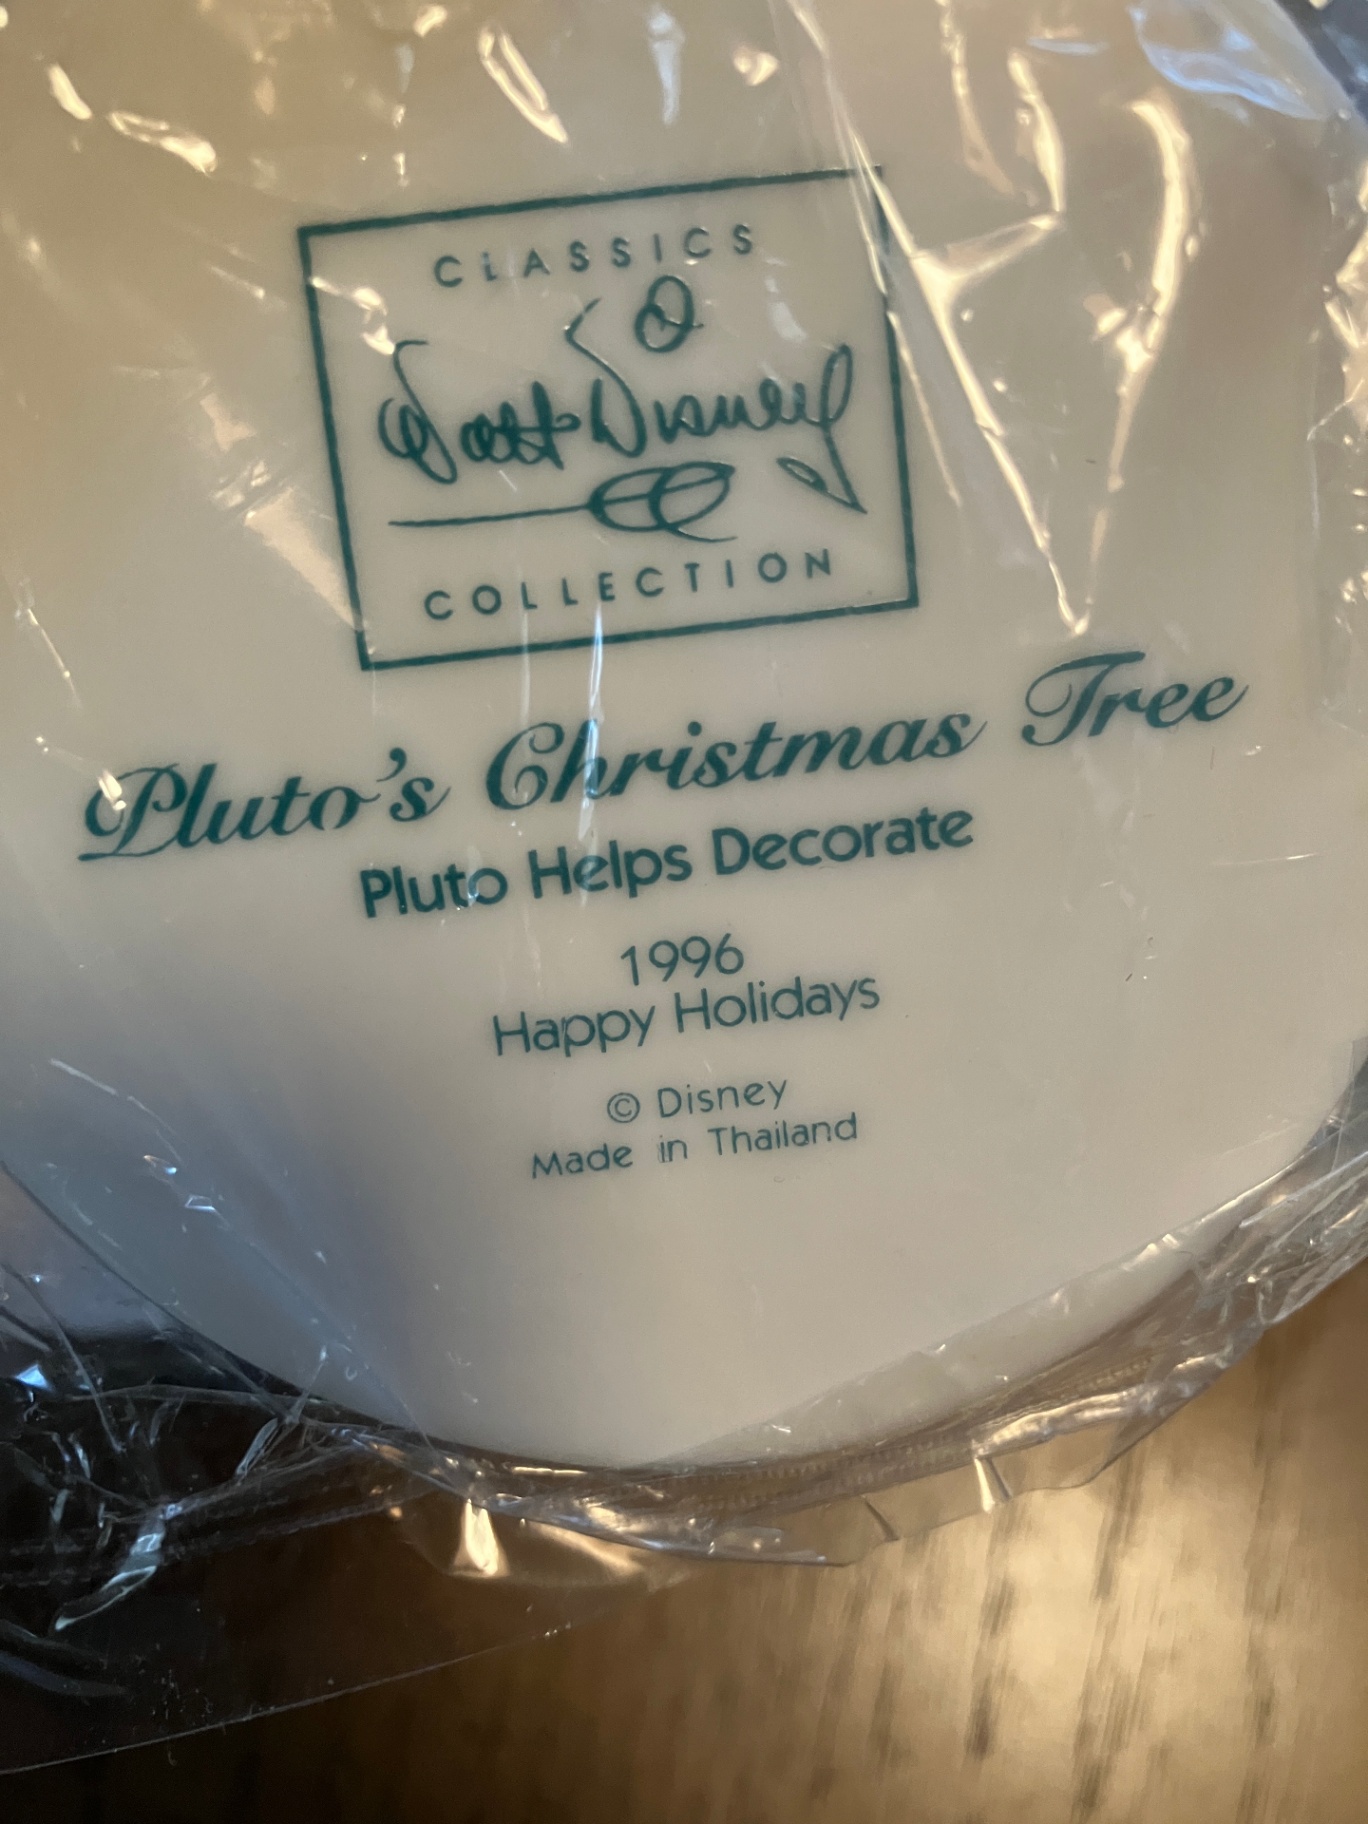 CLASSICS
Walt Disney
COLLECTION
Pluto's Christmas Tree
Pluto Helps Decorate
1996
Happy Holidays
© Disney
Made in Thailand